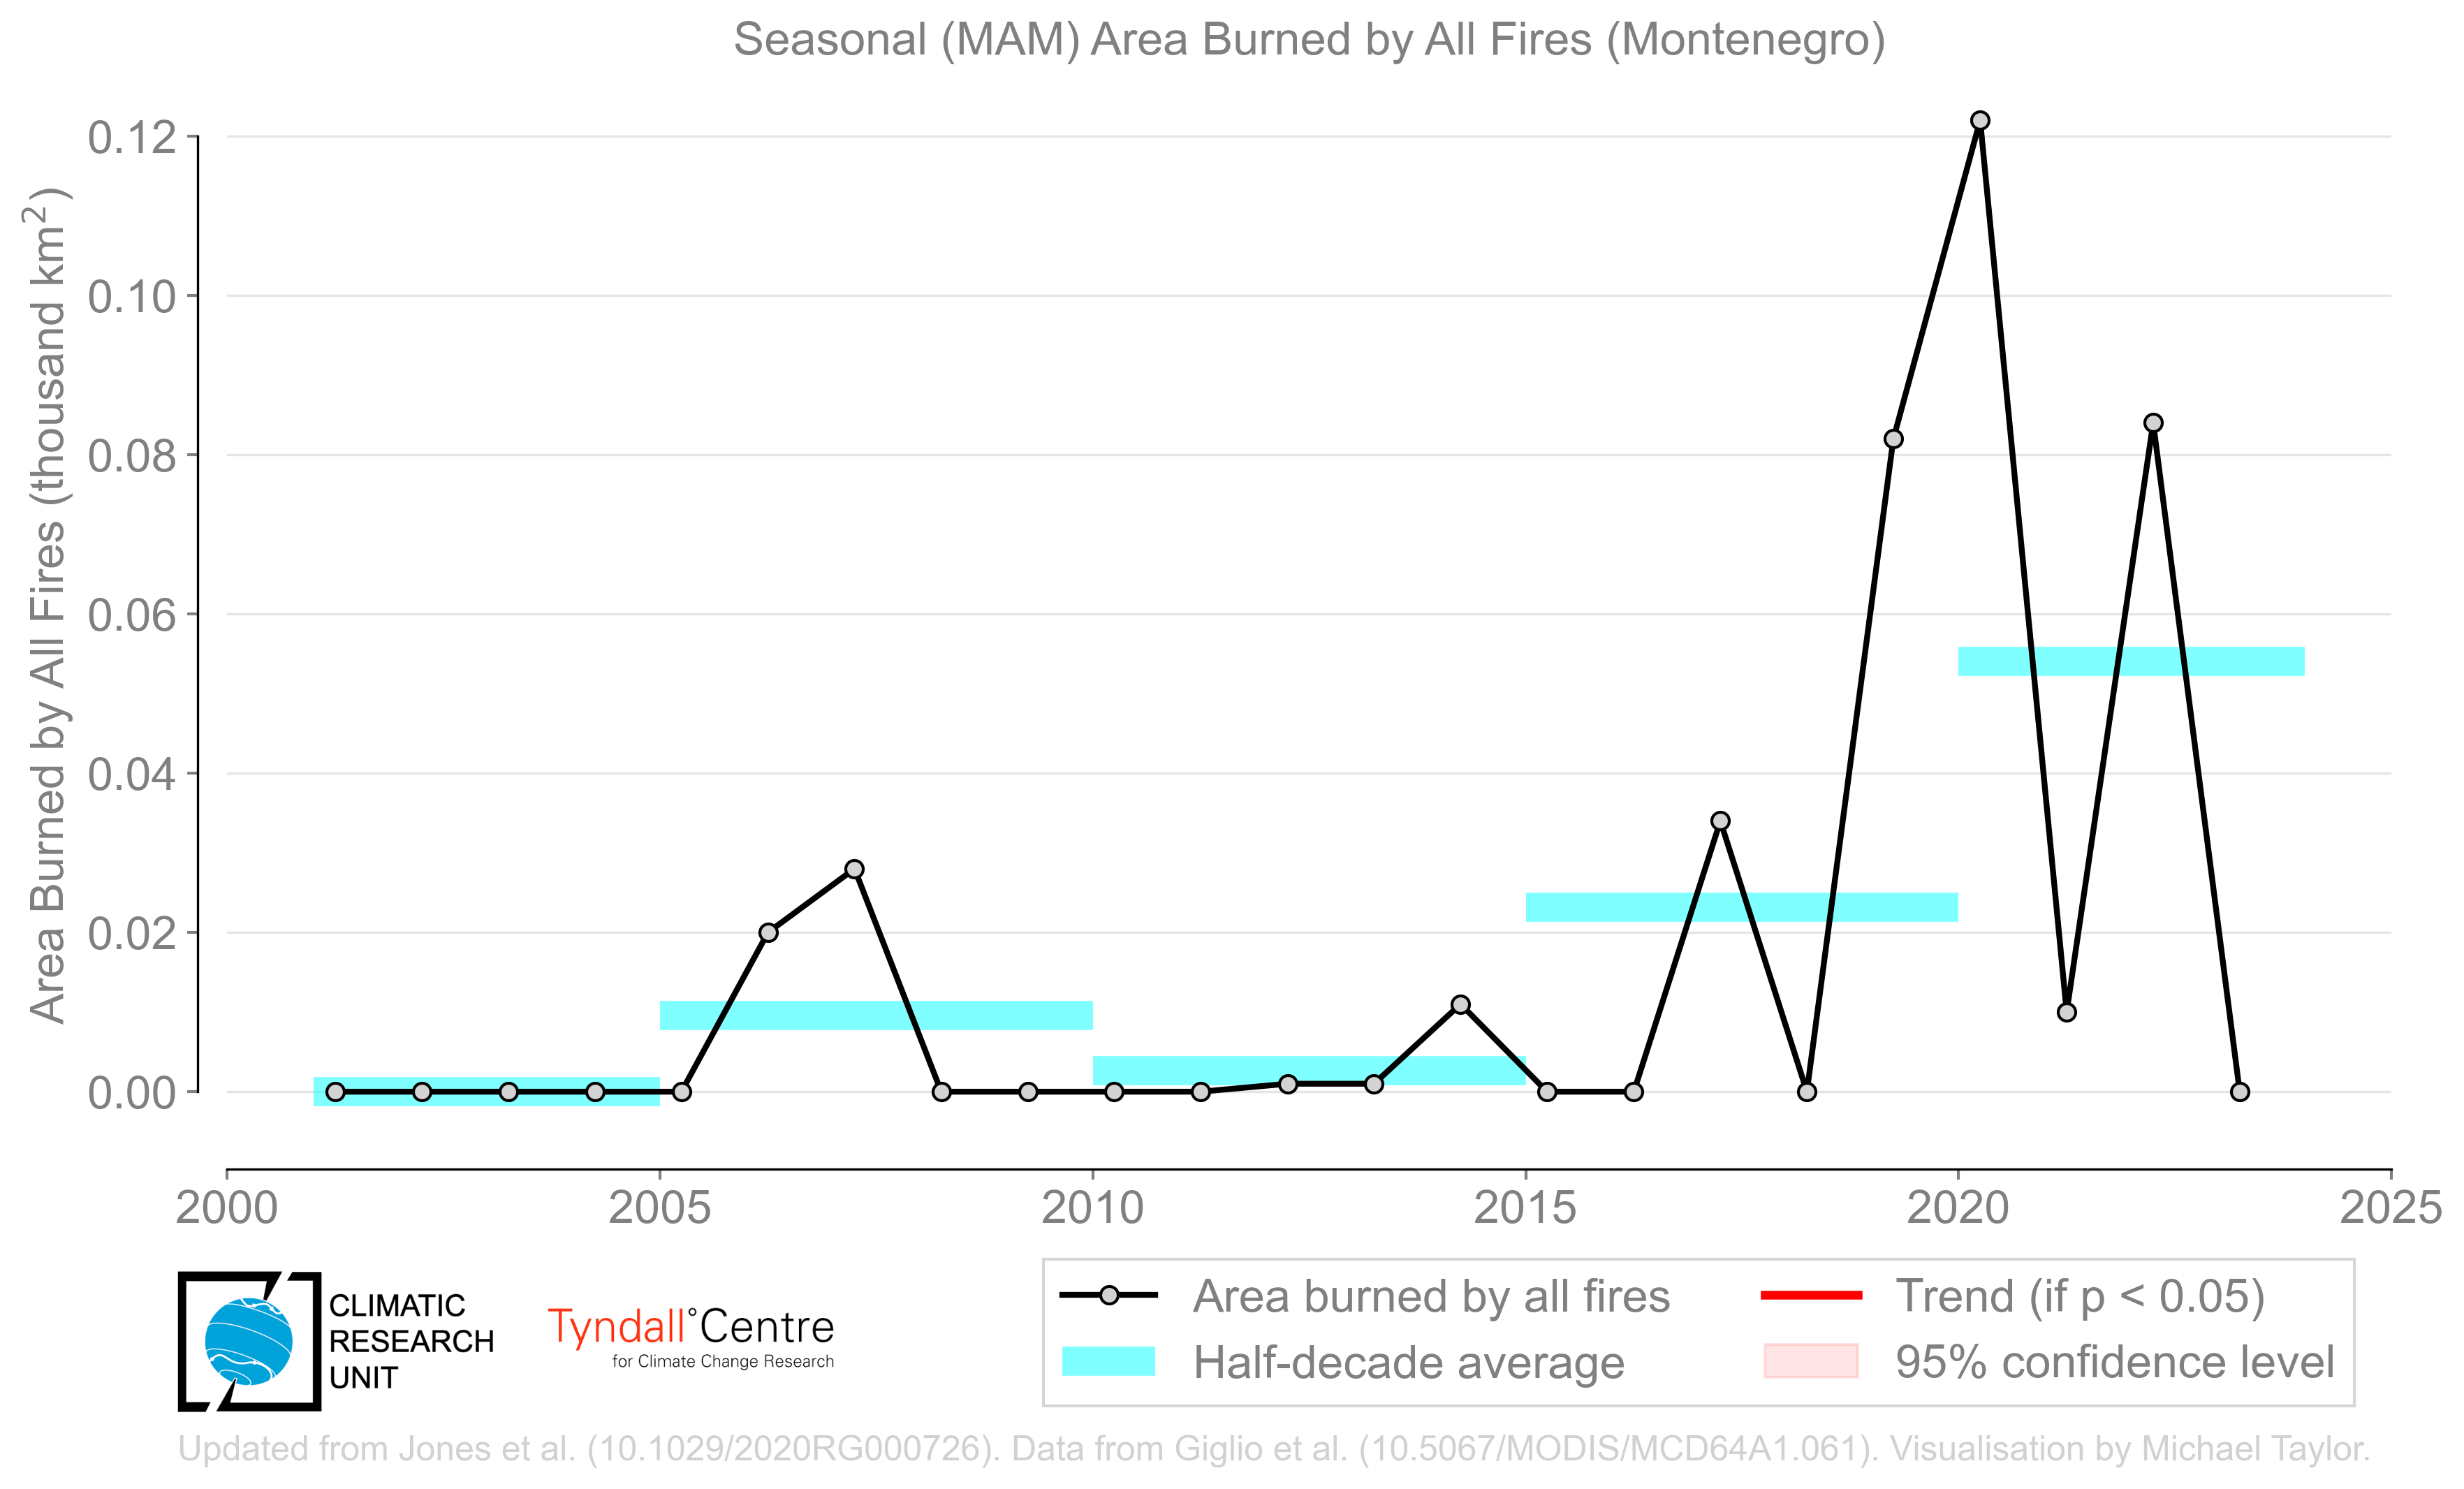 Seasonal (MAM) Area Burned by All Fires (Montenegro)
Area Burned by All Fires (thousand km²)
0.12
0.10
0.08
0.06
0.04
0.02
0.00
2000
2005
2010
2015
2020
2025
CLIMATIC
RESEARCH
UNIT
Tyndall°Centre
for Climate Change Research
Area burned by all fires
Half-decade average
Trend (if p < 0.05)
95% confidence level
Updated from Jones et al. (10.1029/2020RG000726). Data from Giglio et al. (10.5067/MODIS/MCD64A1.061). Visualisation by Michael Taylor.